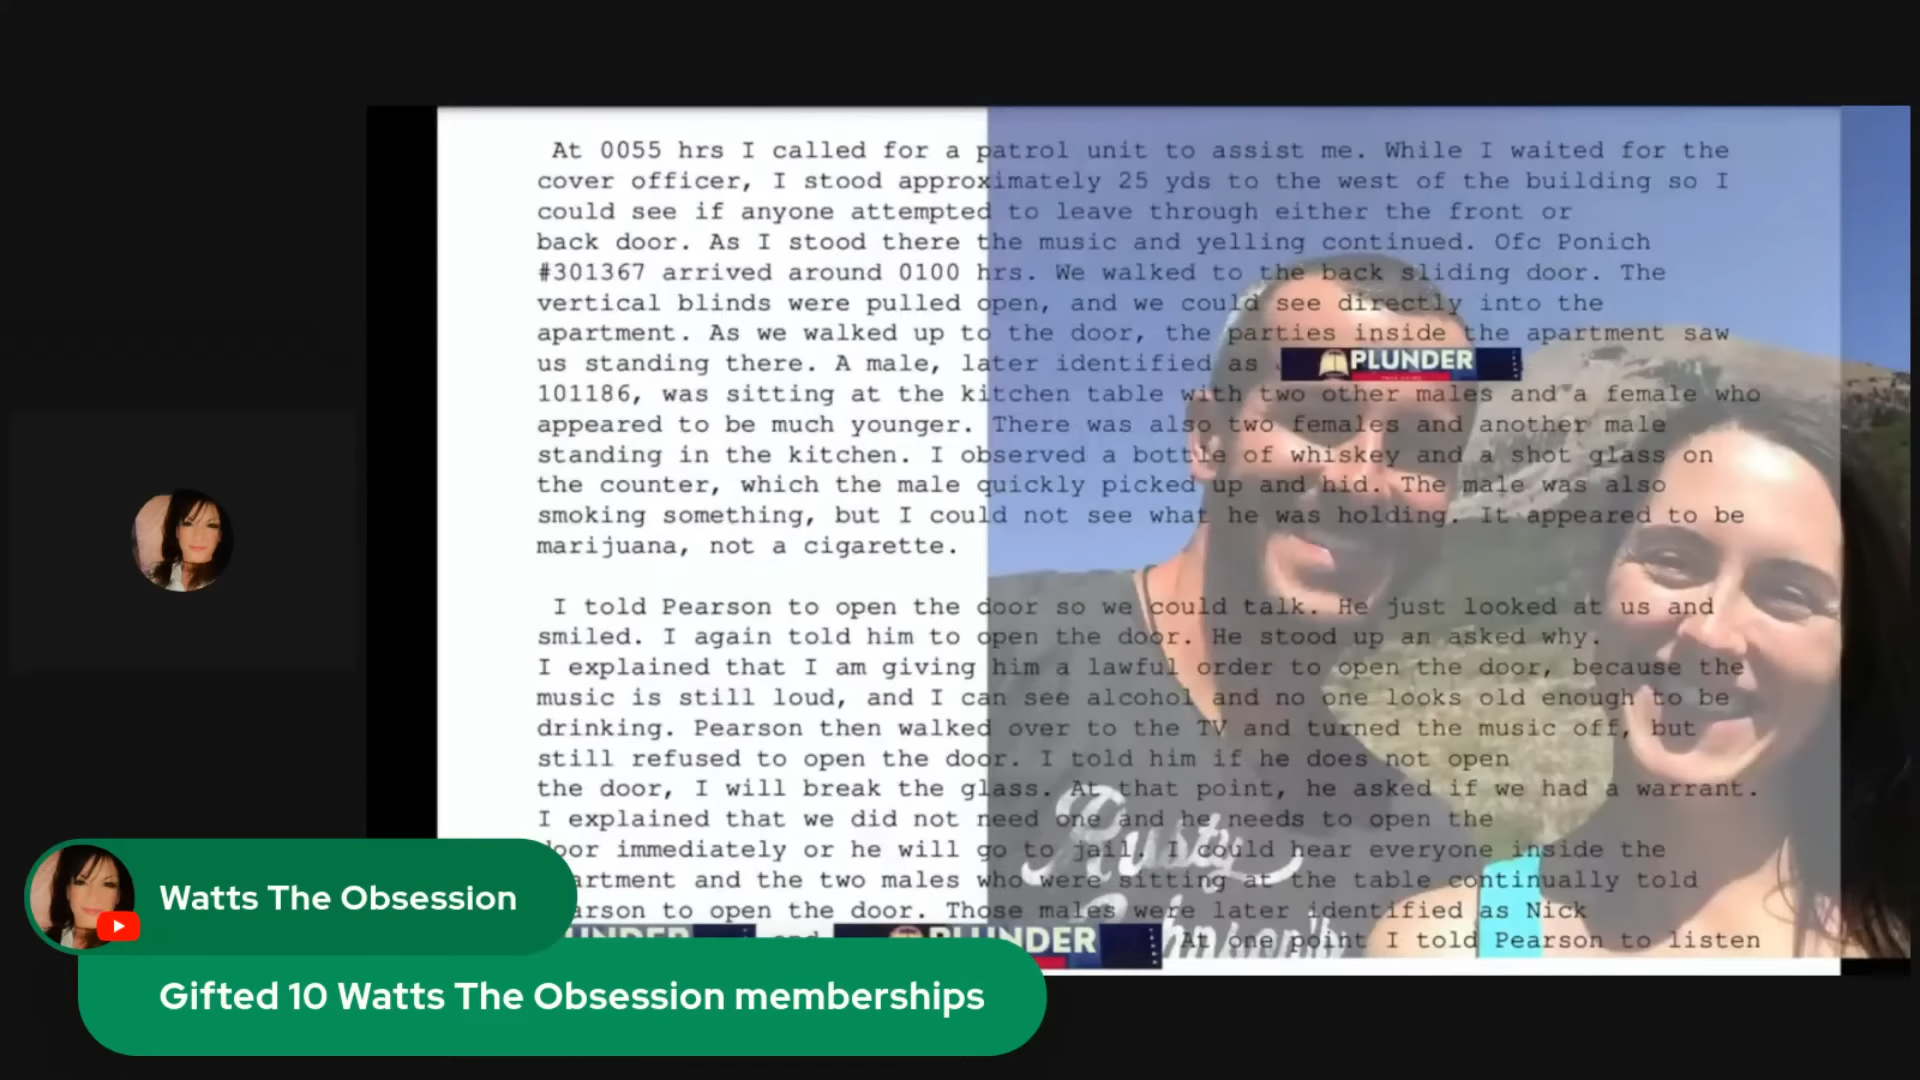 At 0055 hrs I called for a patrol unit to assist me. While I waited for the
cover officer, I stood approximately 25 yds to the west of the building so I
could see if anyone attempted to leave through either the front or
back door. As I stood there the music and yelling continued. Ofc Ponich
#301367 arrived around 0100 hrs. We walked to the back sliding door. The
vertical blinds were pulled open, and we could see directly into the
apartment. As we walked up to the door, the parties inside the apartment saw
us standing there. A male, later identified as
PLUNDER
101186, was sitting at the kitchen table with two other males and a female who
appeared to be much younger. There was also two females and another male
standing in the kitchen. I observed a bottle of whiskey and a shot glass on
the counter, which the male quickly picked up and hid. The male was also
smoking something, but I could not see what he was holding. It appeared to be
marijuana, not a cigarette.
I told Pearson to open the door so we could talk. He just looked at us and
smiled. I again told him to open the door. He stood up an asked why.
I explained that I am giving him a lawful order to open the door, because the
music is still loud, and I can see alcohol and no one looks old enough to be
drinking. Pearson then walked over to the TV and turned the music off, but
still refused to open the door. I told him if he does not open
the door, I will break the glass. At that point, he asked if we had a warrant.
I explained that we did not need one and he needs to open the
door immediately or he will go to jail. I could hear everyone inside the
artment and the two males who were sitting at the table continually told
arson to open the door. Those males were later identified as Nick
UNDER and PLUNDER At one point I told Pearson to listen
Rusty
Watts The Obsession
Gifted 10 Watts The Obsession memberships